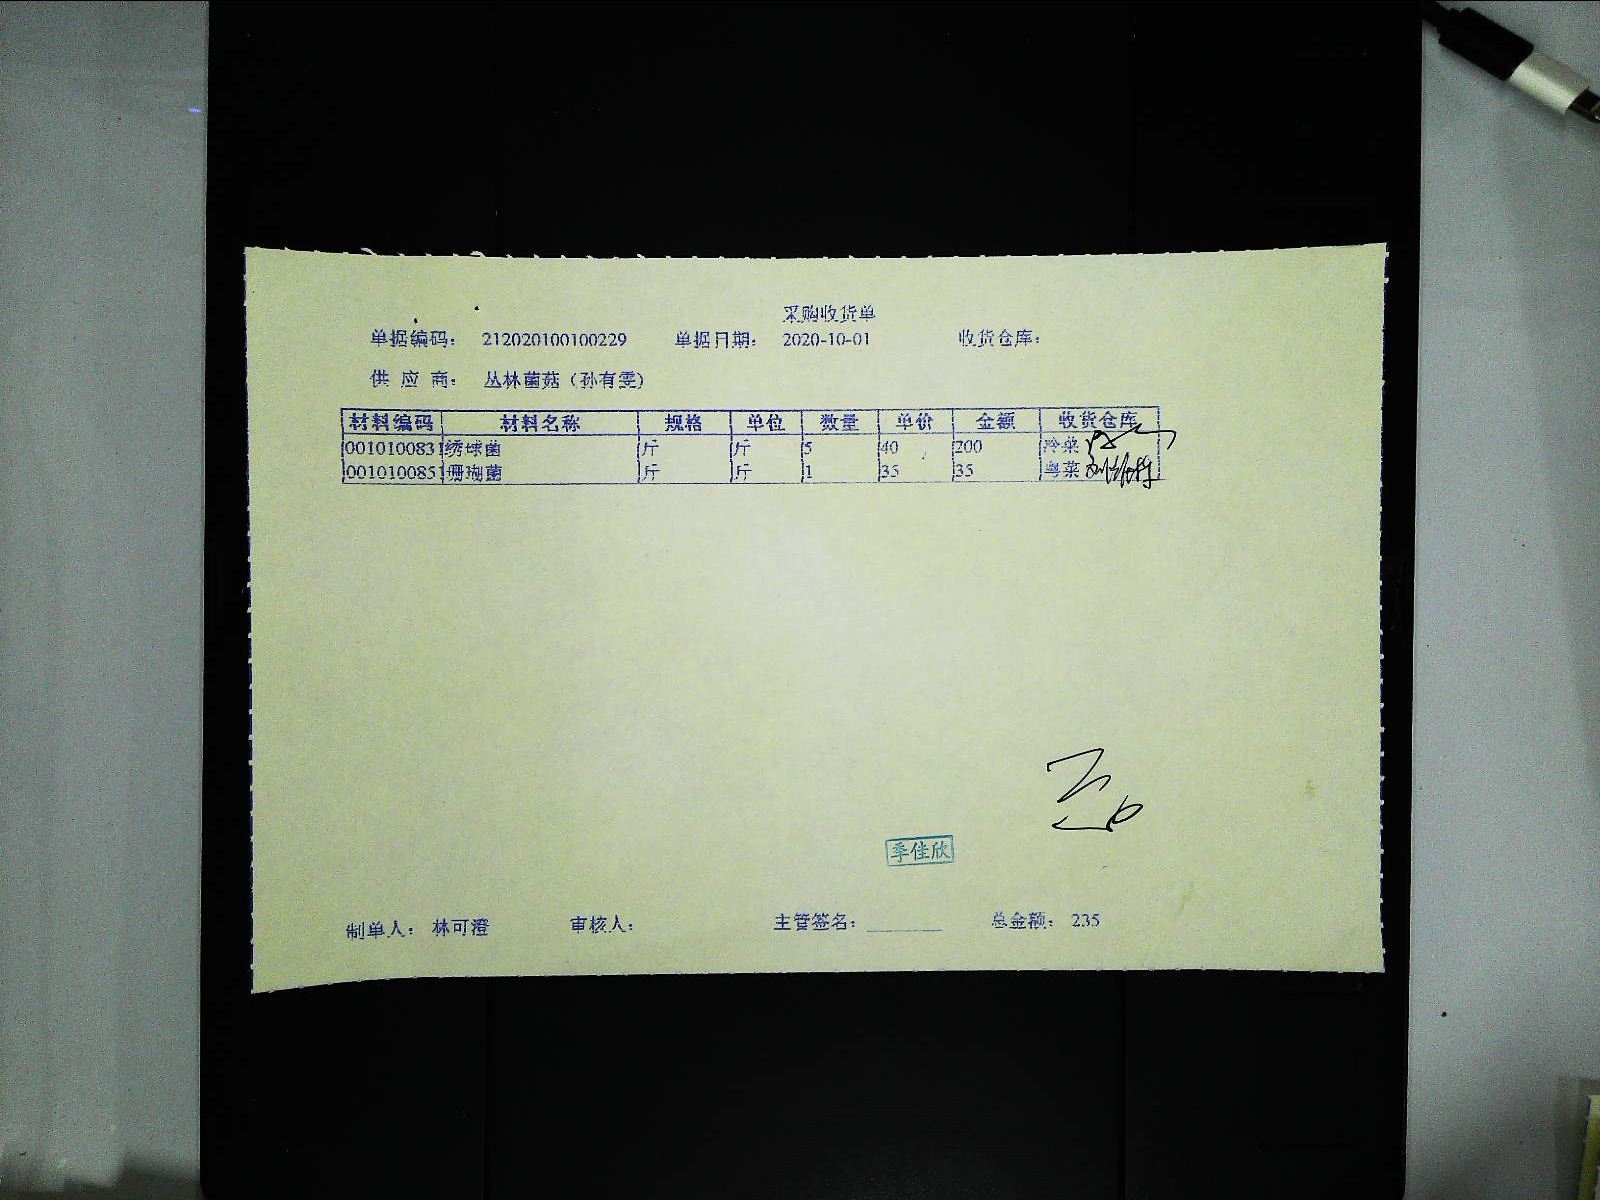 采购收货单
单据编码: 212020100100229 单据日期: 2020-10-01 收货仓库:
供应商: 丛林菌菇(孙有雯)
材料编码 材料名称 规格 单位 数量 单价 金额 收货仓库
0010100831 绣球菌 斤 斤 5 40 200 冷菜
0010100851 珊瑚菌 斤 斤 1 35 35 粤菜
季佳欣
制单人: 林可澄 审核人: 主管签名: 总金额: 235